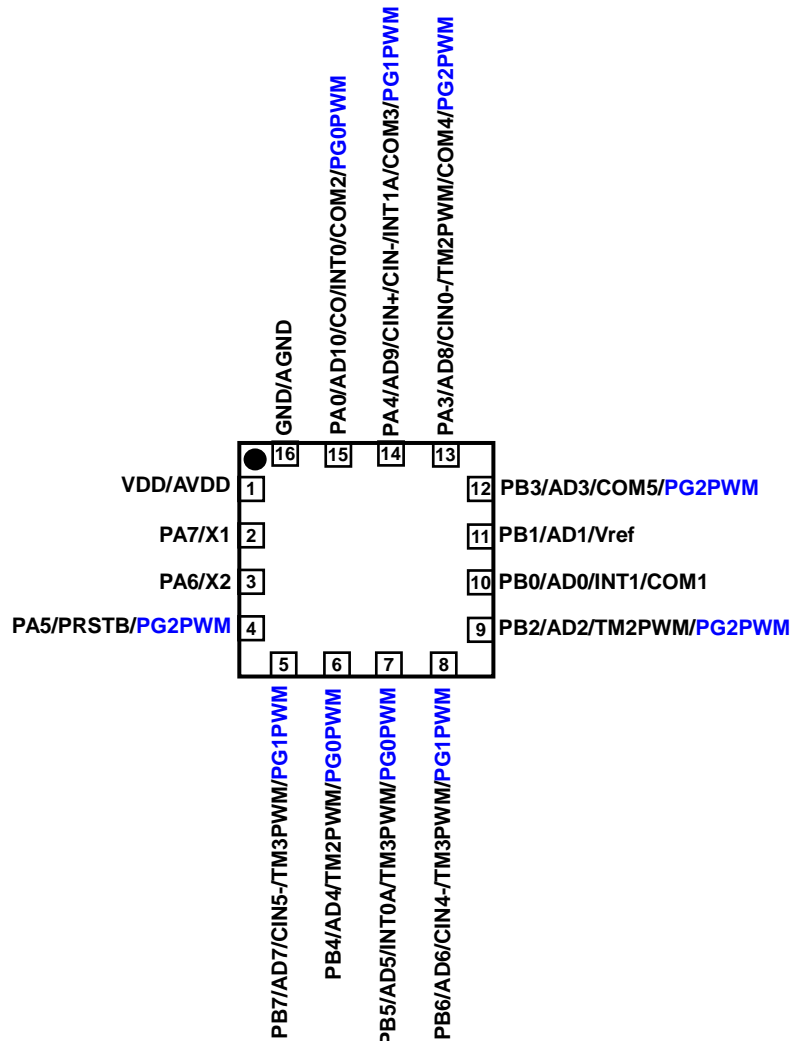 GND/AGND
PA0/AD10/CO/INT0/COM2/PG0PWM
PA4/AD9/CIN+/CIN-/INT1A/COM3/PG1PWM
PA3/AD8/CIN0-/TM2PWM/COM4/PG2PWM
16
15
14
13
VDD/AVDD 1
PA7/X1 2
PA6/X2 3
PA5/PRSTB/PG2PWM 4
12 PB3/AD3/COM5/PG2PWM
11 PB1/AD1/Vref
10 PB0/AD0/INT1/COM1
9 PB2/AD2/TM2PWM/PG2PWM
5
6
7
8
PB7/AD7/CIN5-/TM3PWM/PG1PWM
PB4/AD4/TM2PWM/PG0PWM
PB5/AD5/INT0A/TM3PWM/PG0PWM
PB6/AD6/CIN4-/TM3PWM/PG1PWM